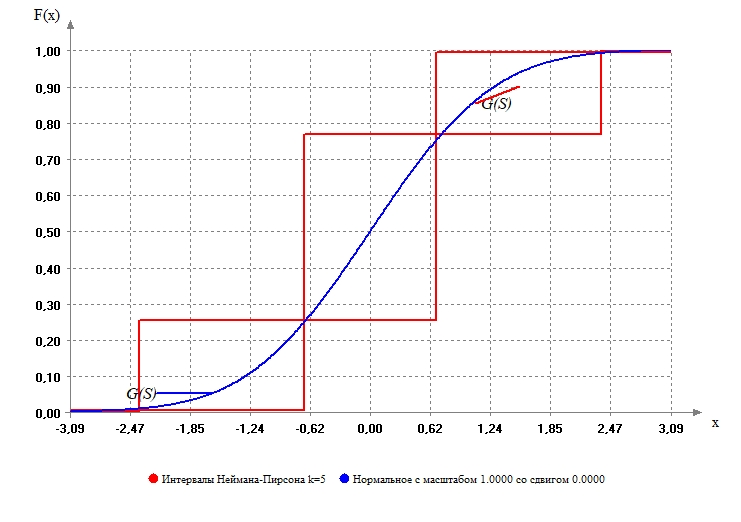 F(x)
1,00
0,90
G(S)
0,80
0,70
0,60
0,50
0,40
0,30
0,20
0,10
G(S)
0,00
-3,09 -2,47 -1,85 -1,24 -0,62 0,00 0,62 1,24 1,85 2,47 3,09
x
Интервалы Неймана-Пирсона k=5 Нормальное с масштабом 1.0000 со сдвигом 0.0000